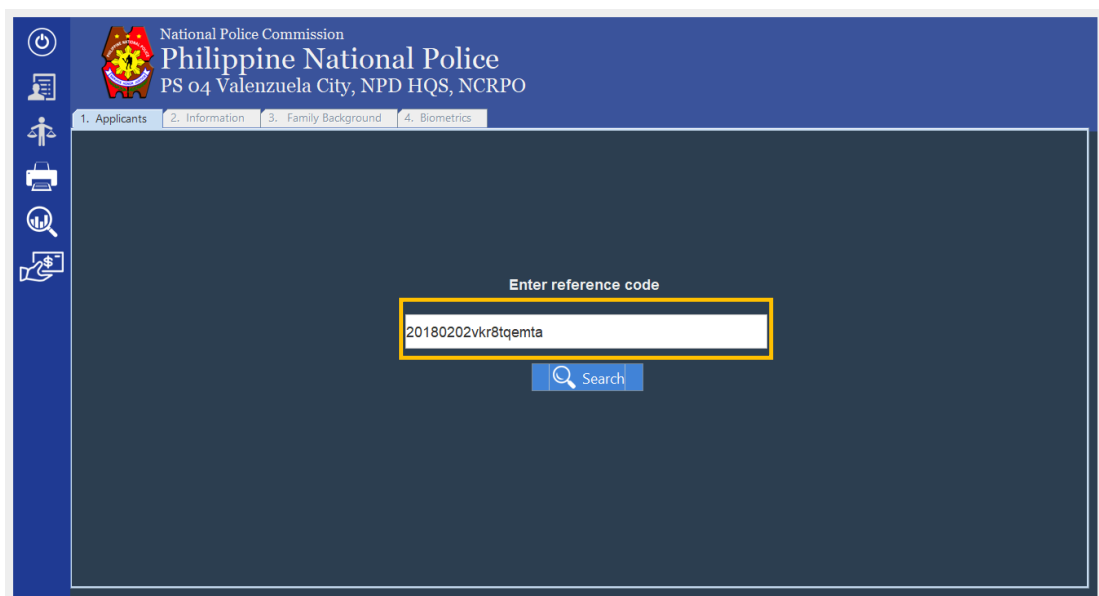 National Police Commission
Philippine National Police
PS 04 Valenzuela City, NPD HQS, NCRPO
1. Applicants 2. Information 3. Family Background 4. Biometrics
Enter reference code
20180202vkr8tqemta
Search
$